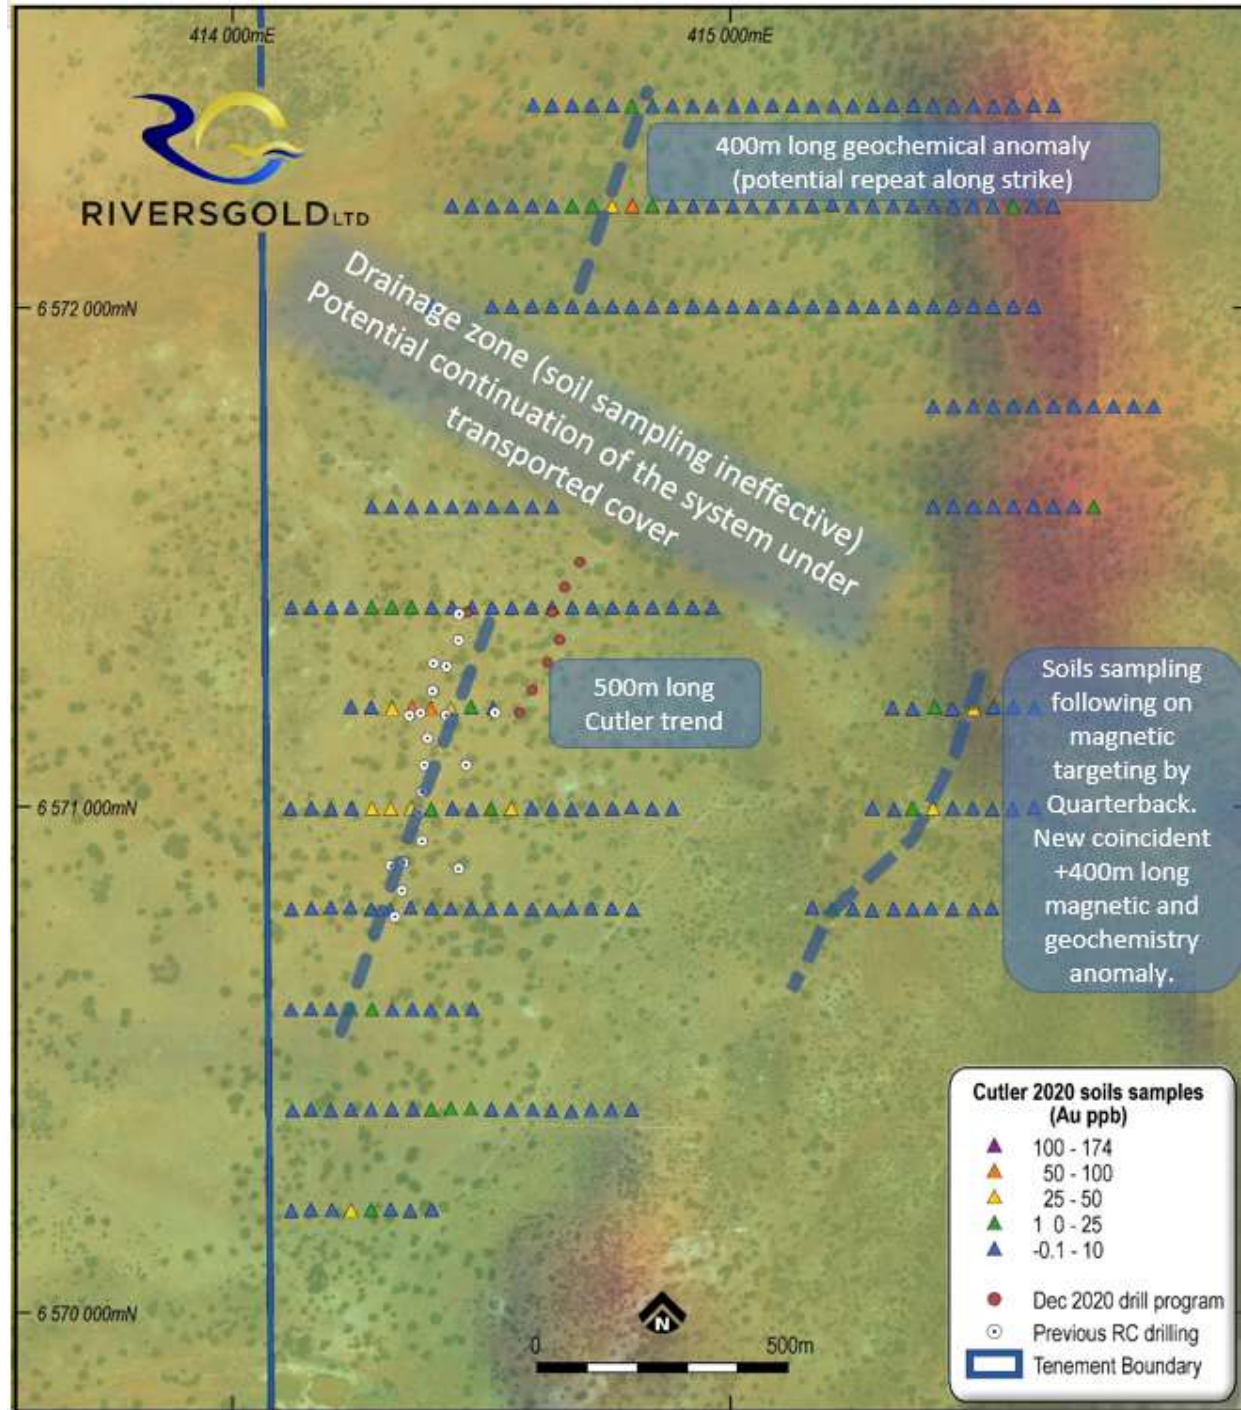 414 000mE
415 000mE
RIVERSGOLD LTD
400m long geochemical anomaly
(potential repeat along strike)
6 572 000mN
Drainage zone (soil sampling ineffective)
Potential continuation of the system under
transported cover
500m long
Cutler trend
Soils sampling
following on
magnetic
targeting by
Quarterback.
New coincident
+400m long
magnetic and
geochemistry
anomaly.
6 571 000mN
6 570 000mN
N
0 500m
Cutler 2020 soils samples
(Au ppb)
100 - 174
50 - 100
25 - 50
1 0 - 25
-0.1 - 10
Dec 2020 drill program
Previous RC drilling
Tenement Boundary